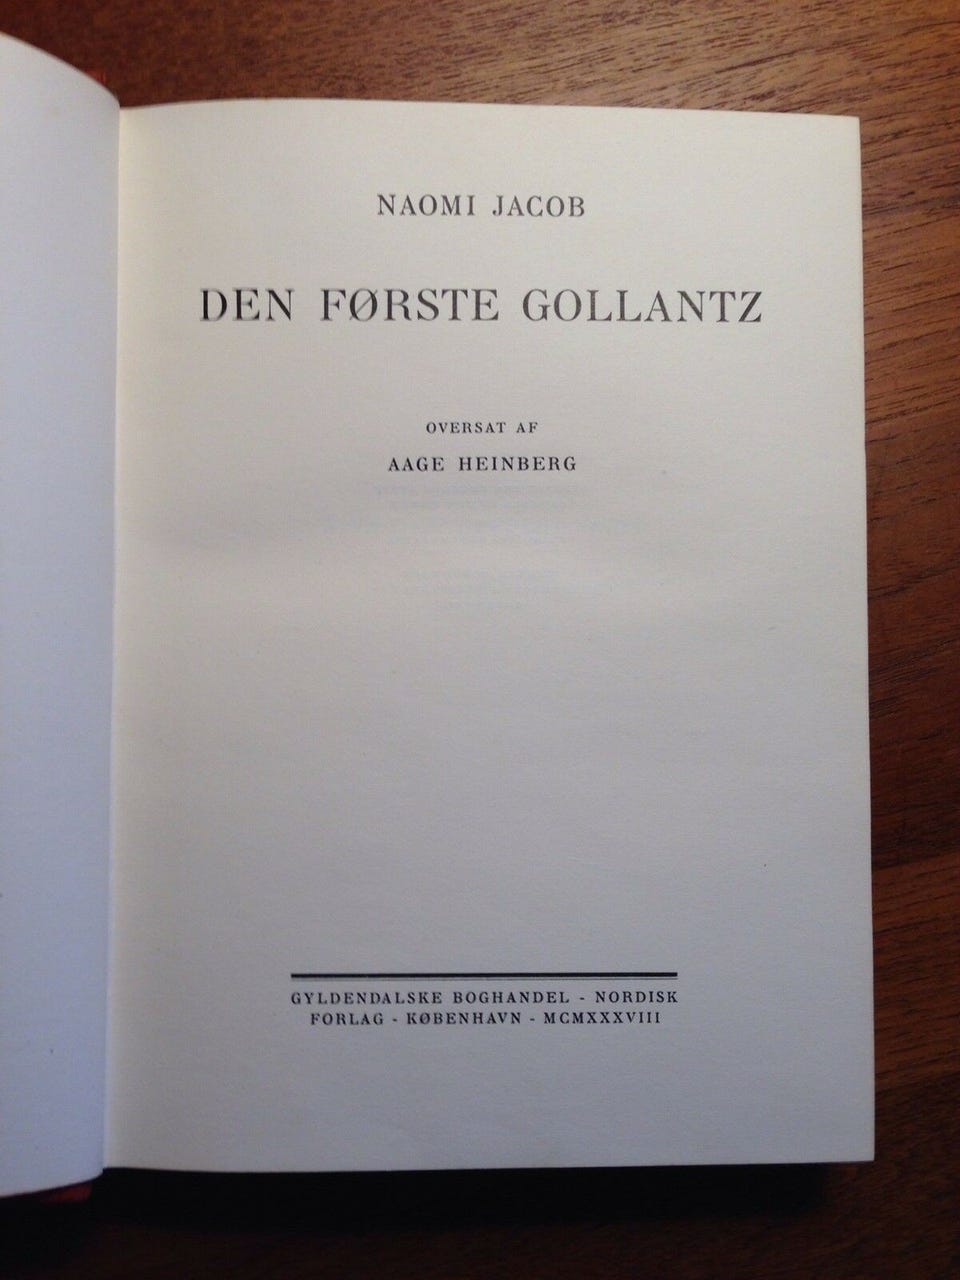 NAOMI JACOB
DEN FØRSTE GOLLANTZ
OVERSAT AF
AAGE HEINBERG
GYLDENDALSKE BOGHANDEL - NORDISK
FORLAG - KØBENHAVN - MCMXXXVIII